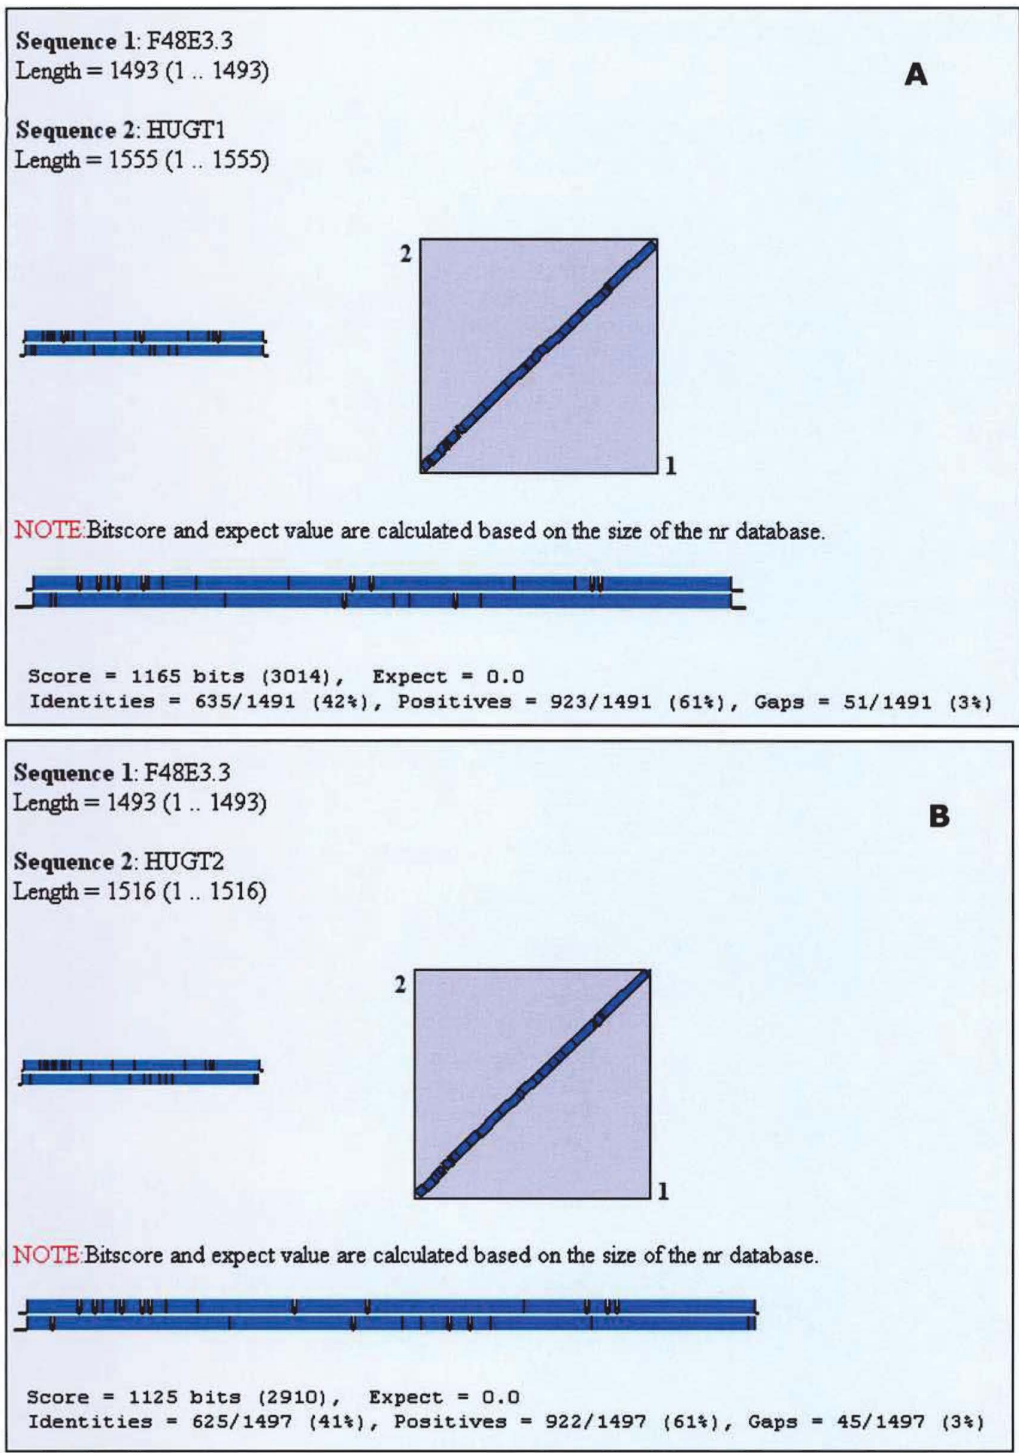 Sequence 1: F48E3.3
Length = 1493 (1 .. 1493)
A
Sequence 2: HUGT1
Length = 1555 (1 .. 1555)
2
1
NOTE:Bitscore and expect value are calculated based on the size of the nr database.
Score = 1165 bits (3014), Expect = 0.0
Identities = 635/1491 (42%), Positives = 923/1491 (61%), Gaps = 51/1491 (3%)
Sequence 1: F48E3.3
Length = 1493 (1 .. 1493)
B
Sequence 2: HUGT2
Length = 1516 (1 .. 1516)
2
1
NOTE:Bitscore and expect value are calculated based on the size of the nr database.
Score = 1125 bits (2910), Expect = 0.0
Identities = 625/1497 (41%), Positives = 922/1497 (61%), Gaps = 45/1497 (3%)